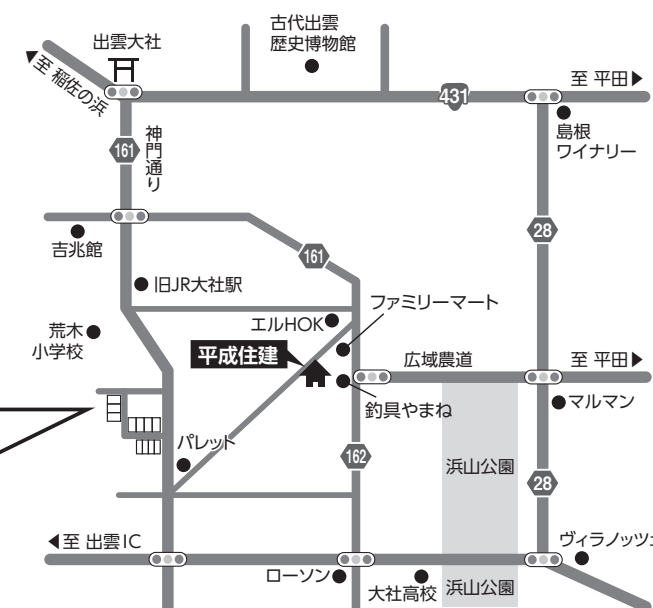 古代出雲
歴史博物館
出雲大社
至 稲佐の浜
至 平田
431
島根
ワイナリー
161
神門通り
吉兆館
161
28
旧JR大社駅
ファミリーマート
エルHOK
荒木
小学校
平成住建
広域農道
至 平田
釣具やまね
マルマン
パレット
162
浜山公園
28
至 出雲IC
ヴィラノッツ
ローソン
大社高校
浜山公園